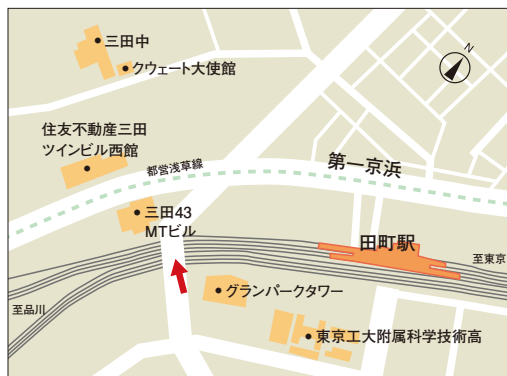 三田中
クウェート大使館
N
住友不動産三田
ツインビル西館
都営浅草線
第一京浜
三田43
MTビル
田町駅
至東京
グランパークタワー
至品川
東京工大附属科学技術高